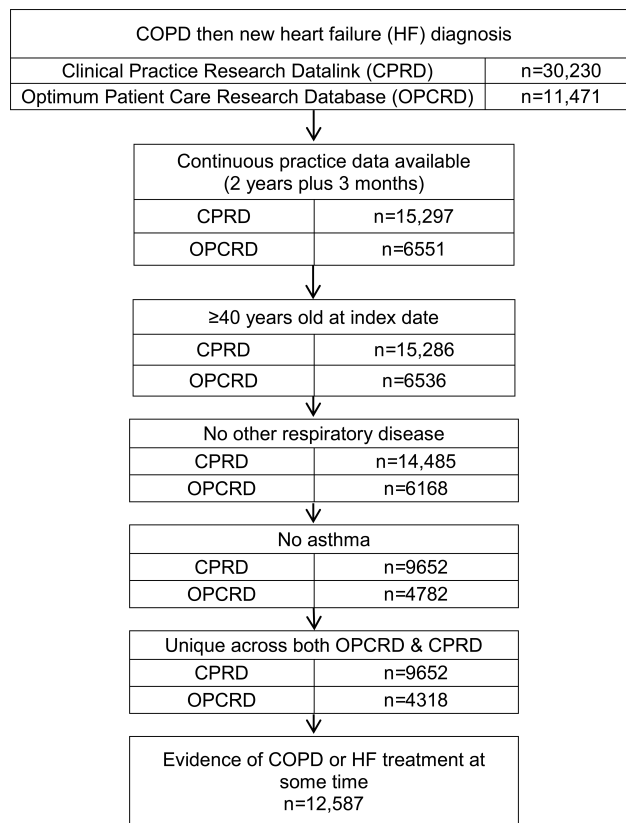 COPD then new heart failure (HF) diagnosis
Clinical Practice Research Datalink (CPRD) n=30,230
Optimum Patient Care Research Database (OPCRD) n=11,471
Continuous practice data available
(2 years plus 3 months)
CPRD n=15,297
OPCRD n=6551
≥40 years old at index date
CPRD n=15,286
OPCRD n=6536
No other respiratory disease
CPRD n=14,485
OPCRD n=6168
No asthma
CPRD n=9652
OPCRD n=4782
Unique across both OPCRD & CPRD
CPRD n=9652
OPCRD n=4318
Evidence of COPD or HF treatment at
some time
n=12,587